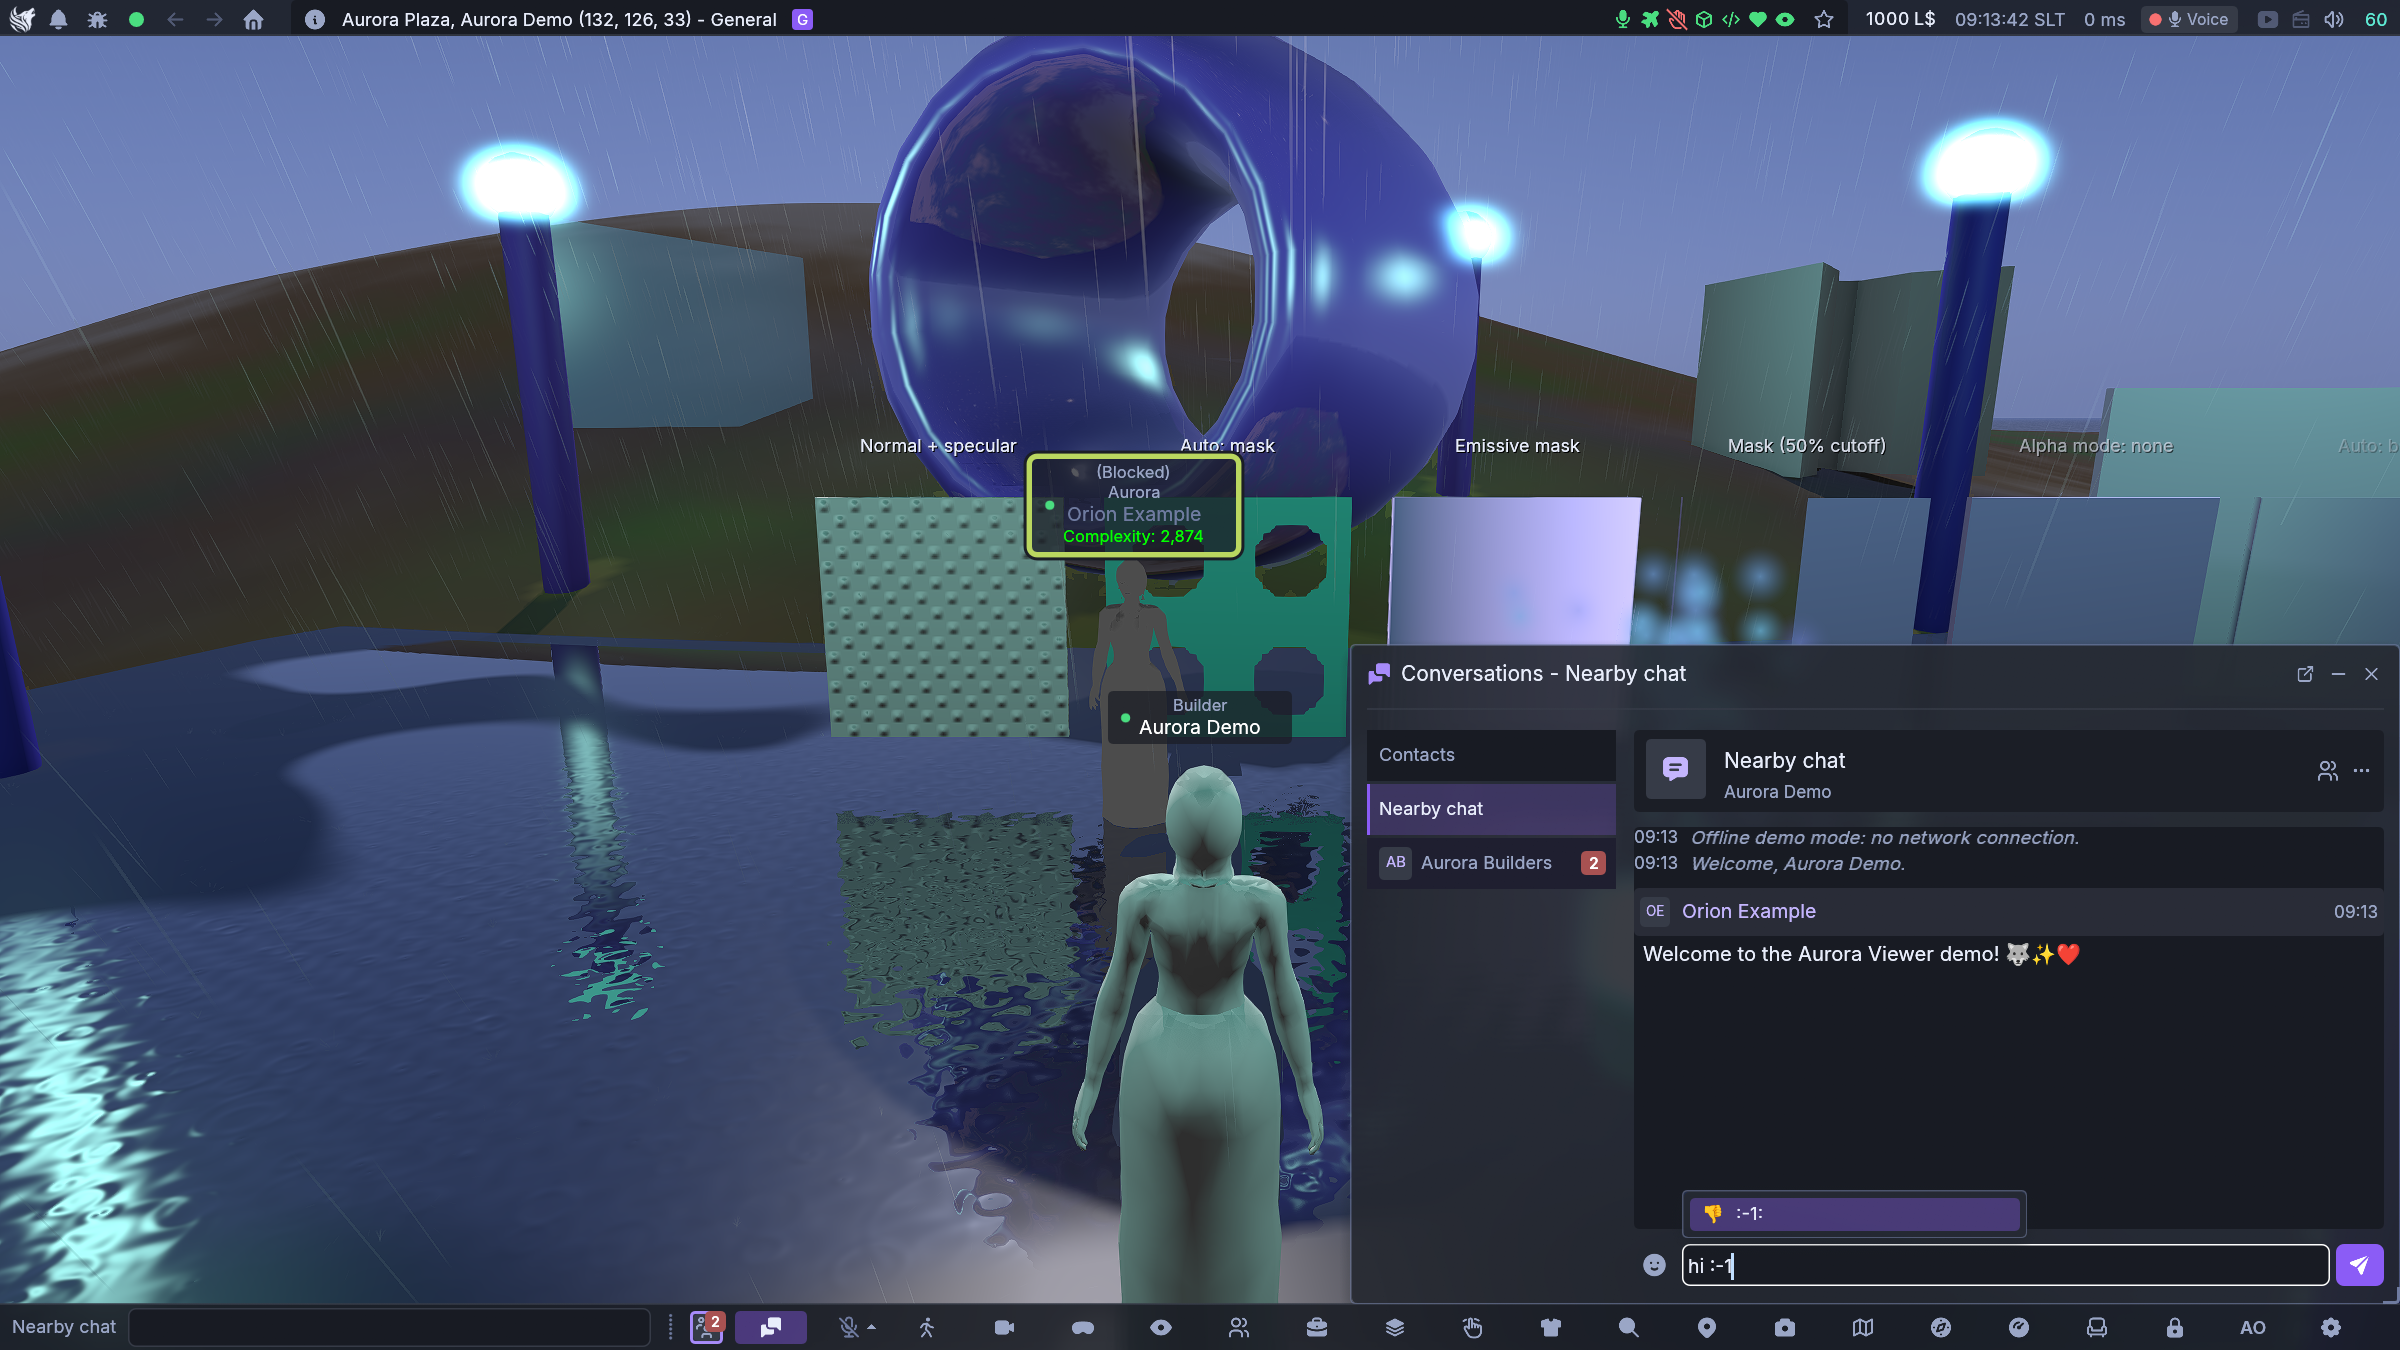 Aurora Plaza, Aurora Demo (132, 126, 33) - General G
1000 L$ 09:13:42 SLT 0 ms Voice 60
Normal + specular Auto: mask Emissive mask Mask (50% cutoff) Alpha mode: none Auto: b
(Blocked)
Aurora
Orion Example
Complexity: 2,874
Builder
Aurora Demo
Conversations - Nearby chat
Contacts
Nearby chat
AB Aurora Builders 2
Nearby chat
Aurora Demo
09:13 Offline demo mode: no network connection.
09:13 Welcome, Aurora Demo.
OE Orion Example 09:13
Welcome to the Aurora Viewer demo! 🐺✨❤️
👎 :-1:
hi :-1
Nearby chat 2 AO